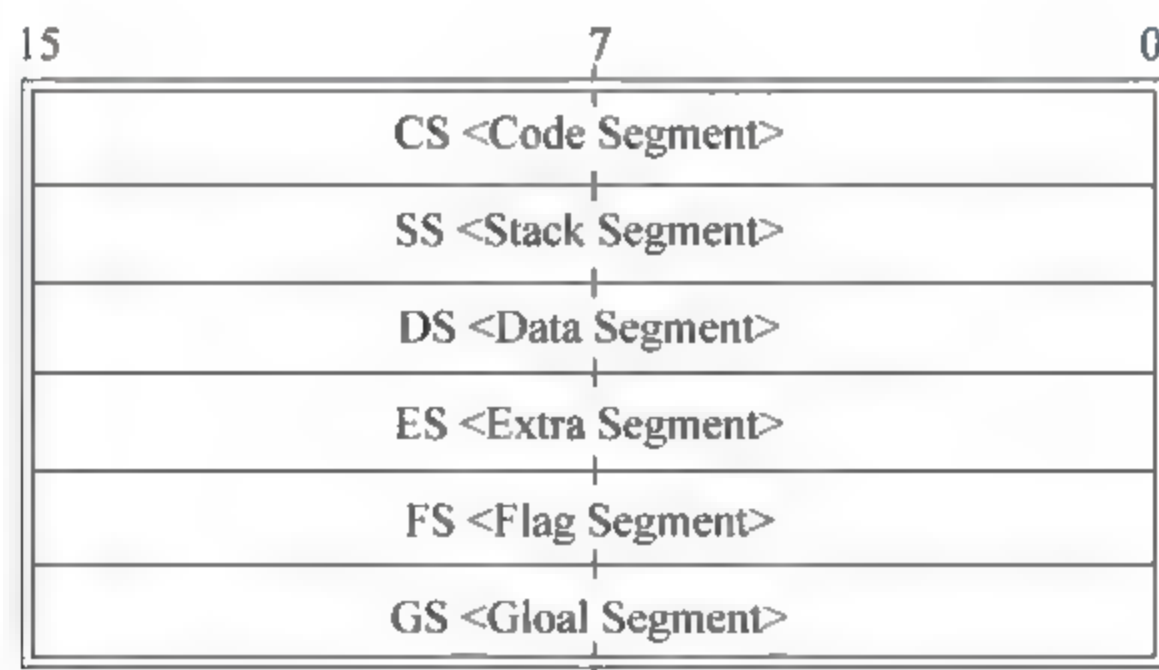 15 7 0
CS <Code Segment>
SS <Stack Segment>
DS <Data Segment>
ES <Extra Segment>
FS <Flag Segment>
GS <Gloal Segment>